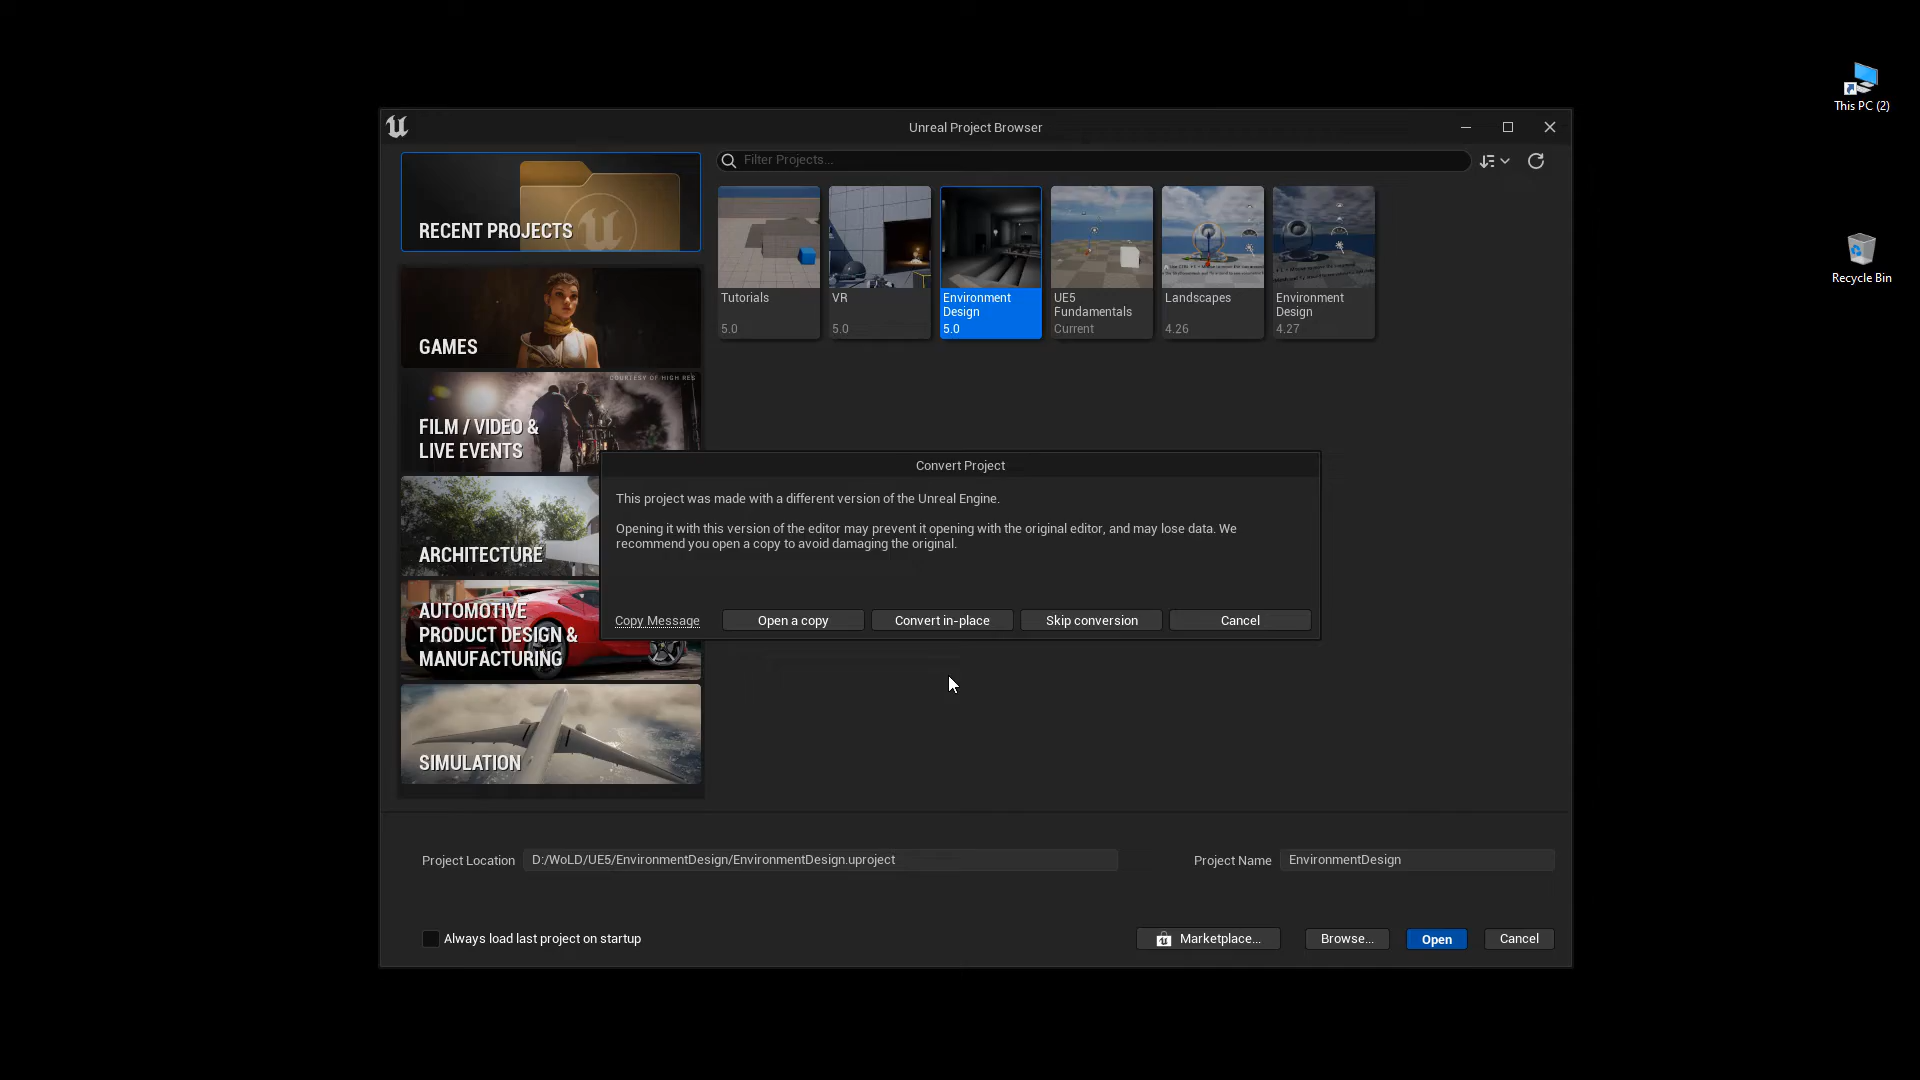 This PC (2)
Recycle Bin
Unreal Project Browser
Filter Projects...
RECENT PROJECTS
GAMES
COURTESY OF HIGH RES
FILM / VIDEO &
LIVE EVENTS
ARCHITECTURE
AUTOMOTIVE
PRODUCT DESIGN &
MANUFACTURING
SIMULATION
Tutorials
5.0
VR
5.0
Environment
Design
5.0
UE5
Fundamentals
Current
Landscapes
4.26
Environment
Design
4.27
Convert Project
This project was made with a different version of the Unreal Engine.
Opening it with this version of the editor may prevent it opening with the original editor, and may lose data. We
recommend you open a copy to avoid damaging the original.
Copy Message
Open a copy
Convert in-place
Skip conversion
Cancel
Project Location
D:/WoLD/UE5/EnvironmentDesign/EnvironmentDesign.uproject
Project Name
EnvironmentDesign
Always load last project on startup
Marketplace...
Browse...
Open
Cancel